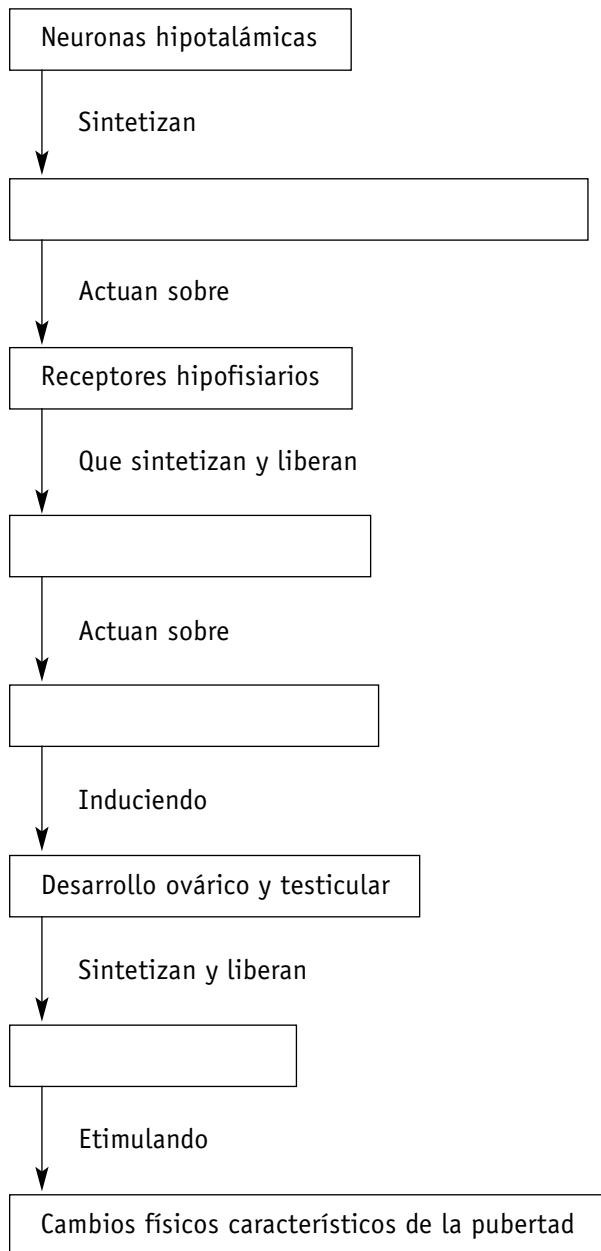 Neuronas hipotalámicas
Sintetizan
Actuan sobre
Receptores hipofisiarios
Que sintetizan y liberan
Actuan sobre
Induciendo
Desarrollo ovárico y testicular
Sintetizan y liberan
Etimulando
Cambios físicos característicos de la pubertad